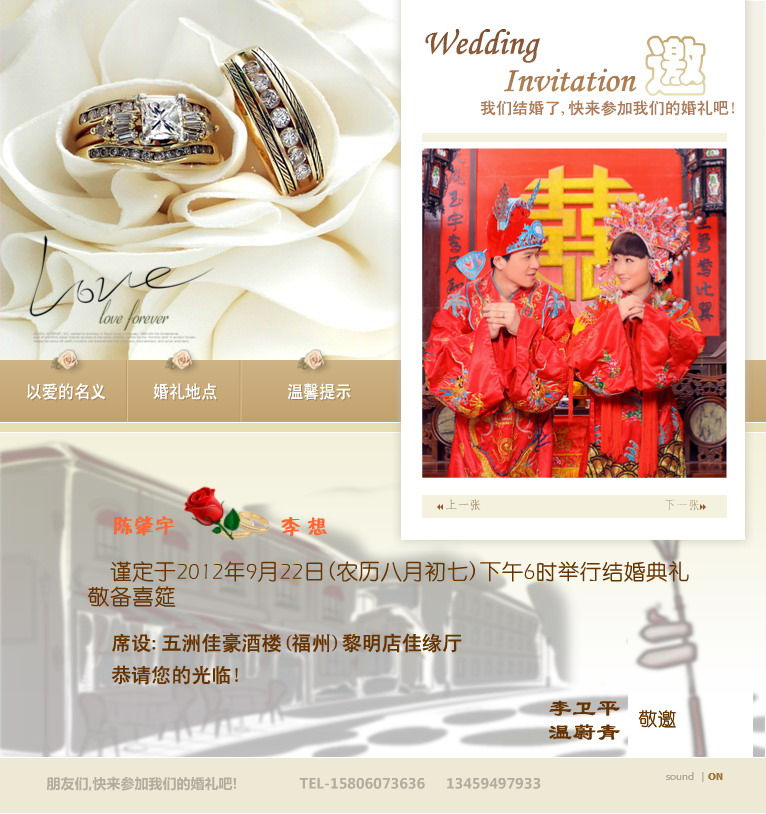 Wedding
Invitation
邀
我们结婚了,快来参加我们的婚礼吧!
Love
love forever
以爱的名义
婚礼地点
温馨提示
上一张
下一张
陈肇宇
李想
谨定于2012年9月22日(农历八月初七)下午6时举行结婚典礼
敬备喜筵
席设: 五洲佳豪酒楼(福州)黎明店佳缘厅
恭请您的光临!
李卫平
温蔚青
敬邀
朋友们,快来参加我们的婚礼吧!
TEL-15806073636 13459497933
sound | ON